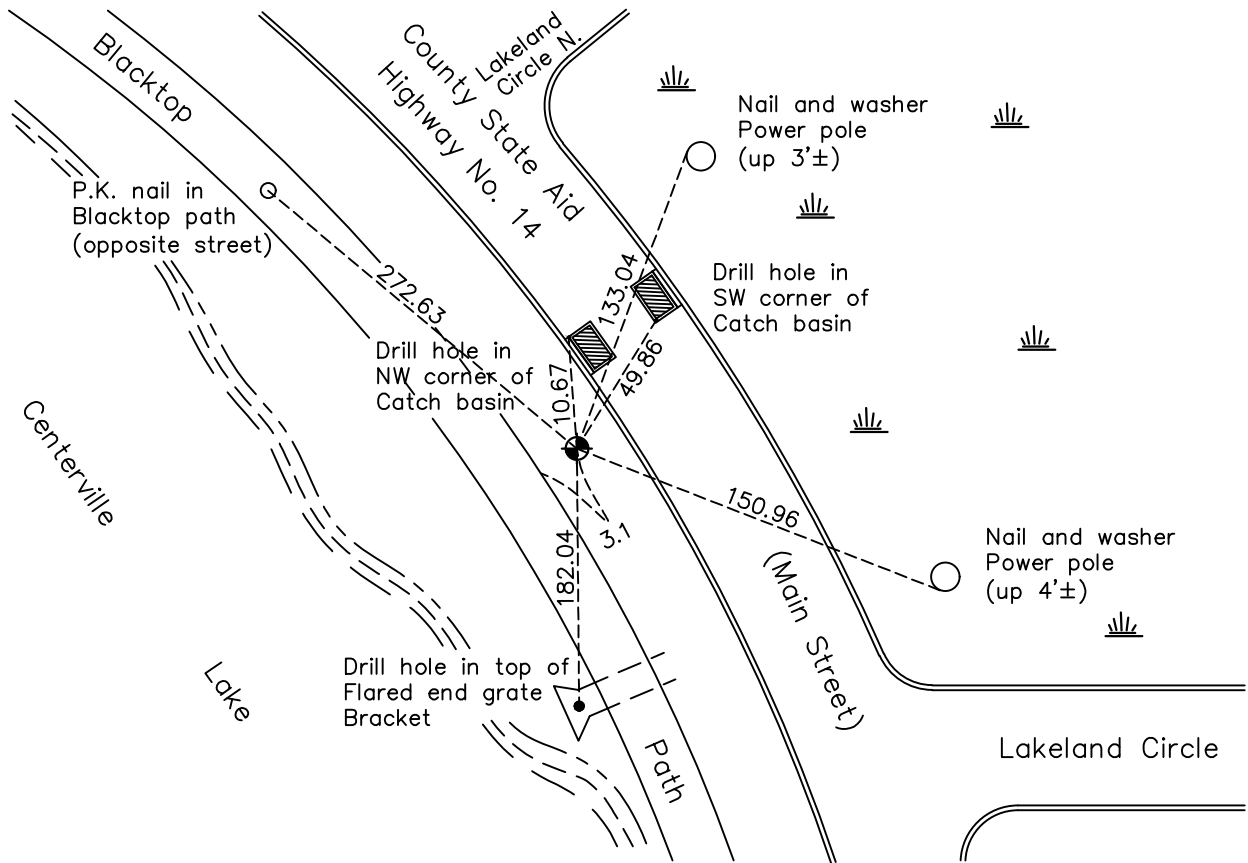 Blacktop
County State Aid
Highway No. 14
Lakeland
Circle N.
Nail and washer
Power pole
(up 3'±)
P.K. nail in
Blacktop path
(opposite street)
272.63
133.04
Drill hole in
SW corner of
Catch basin
Drill hole in
NW corner of
Catch basin
10.67
49.86
Centerville
Lake
150.96
3.1
182.04
Nail and washer
Power pole
(up 4'±)
(Main Street)
Drill hole in top of
Flared end grate
Bracket
Path
Lakeland Circle